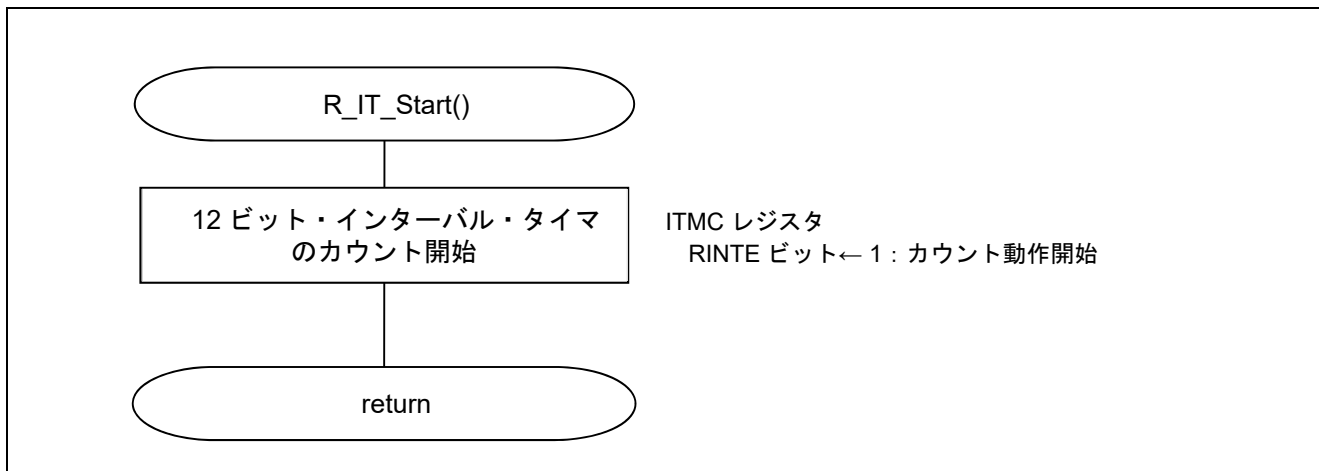 R_IT_Start()
12 ビット・インターバル・タイマ
のカウント開始
ITMC レジスタ
RINTE ビット← 1：カウント動作開始
return